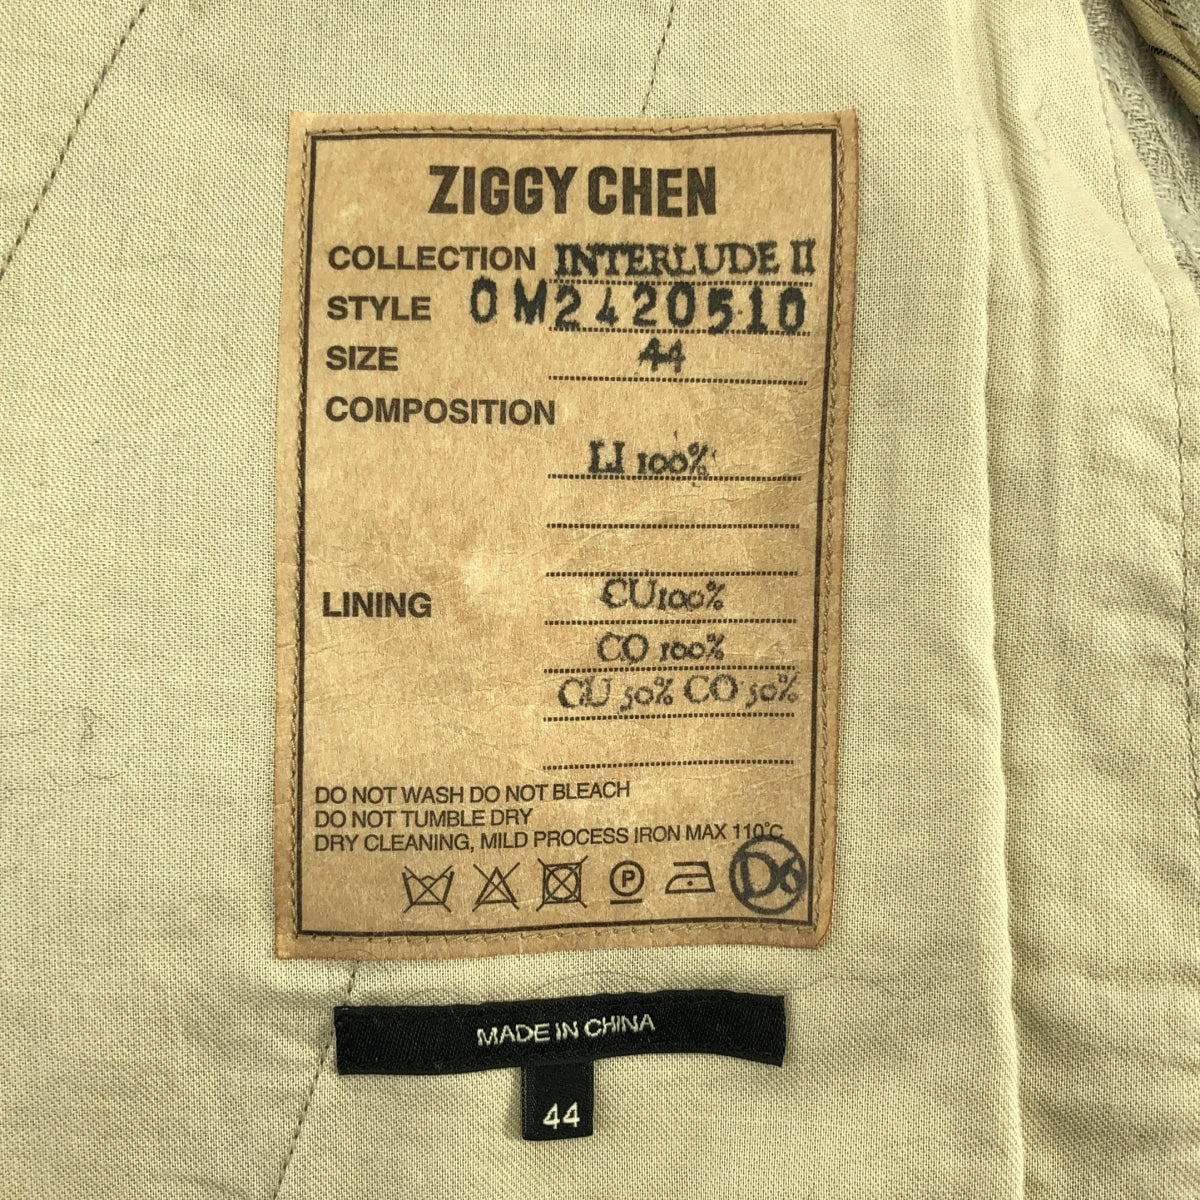 ZIGGY CHEN
COLLECTION INTERLUDE II
STYLE 0M2420510
SIZE 44
COMPOSITION
LI 100%
LINING CU100%
CO 100%
CU 50% CO 50%
DO NOT WASH DO NOT BLEACH
DO NOT TUMBLE DRY
DRY CLEANING, MILD PROCESS IRON MAX 110°C
P
D6
MADE IN CHINA
44